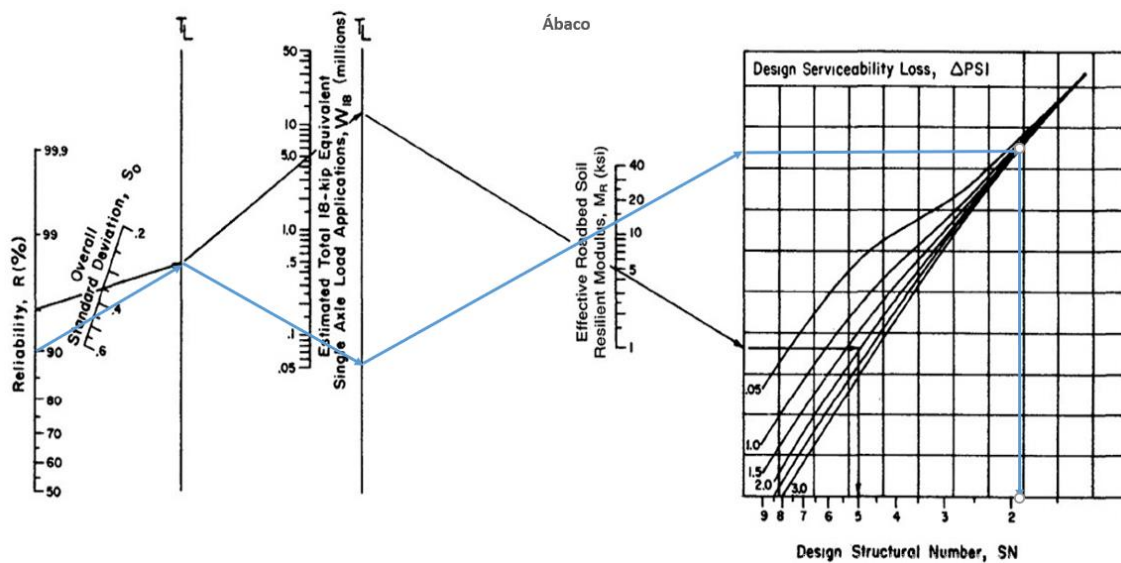 Ábaco
TL
TL
Reliability, R (%)
99.9
99
90
80
70
60
50
Overall
Standard Deviation, So
.2
.4
.6
Estimated Total 18-kip Equivalent
Single Axle Load Applications, W18 (millions)
50
10
5.0
1.0
.5
.1
.05
Effective Roadbed Soil
Resilient Modulus, MR (ksi)
40
20
10
5
1
Design Serviceability Loss, ΔPSI
.05
1.0
1.5
2.0
3.0
9 8 7 6 5 4 3 2
Design Structural Number, SN